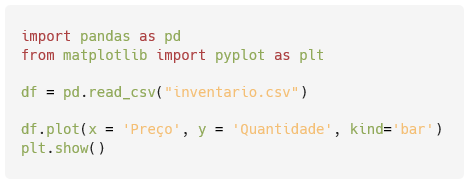 import pandas as pd
from matplotlib import pyplot as plt
df = pd.read_csv("inventario.csv")
df.plot(x = 'Preço', y = 'Quantidade', kind='bar')
plt.show()